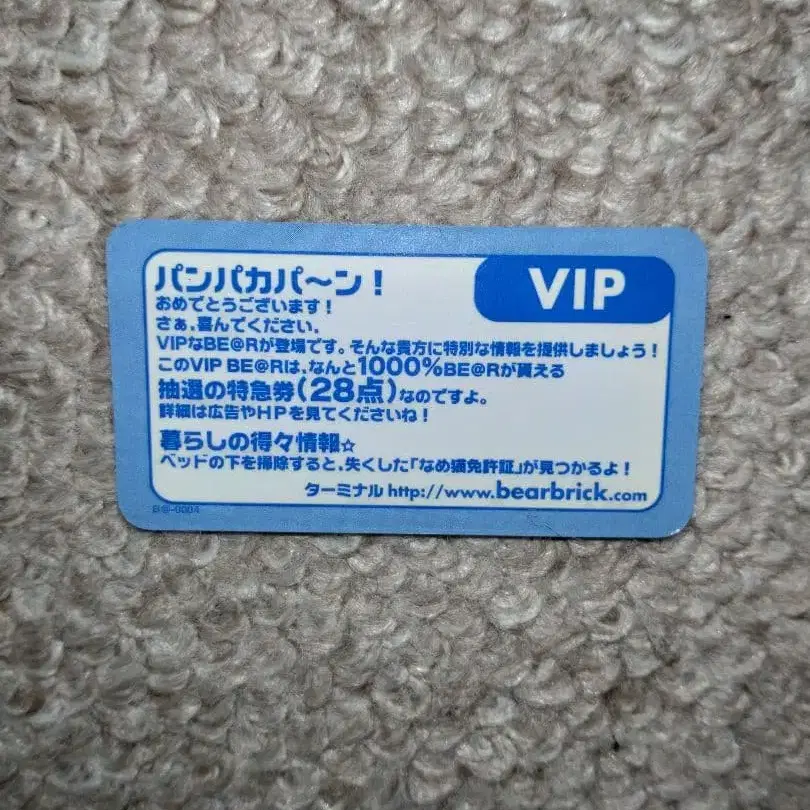 パンパカパ〜ン！
VIP
おめでとうございます！
さぁ、喜んでください。
VIPなBE@Rが登場です。そんな貴方に特別な情報を提供しましょう！
このVIP BE@Rは、なんと1000%BE@Rが貰える
抽選の特急券(28点)なのですよ。
詳細は広告やHPを見てくださいね！
暮らしの得々情報☆
ベッドの下を掃除すると、失くした「なめ猫免許証」が見つかるよ！
ターミナル http://www.bearbrick.com
B@-0004